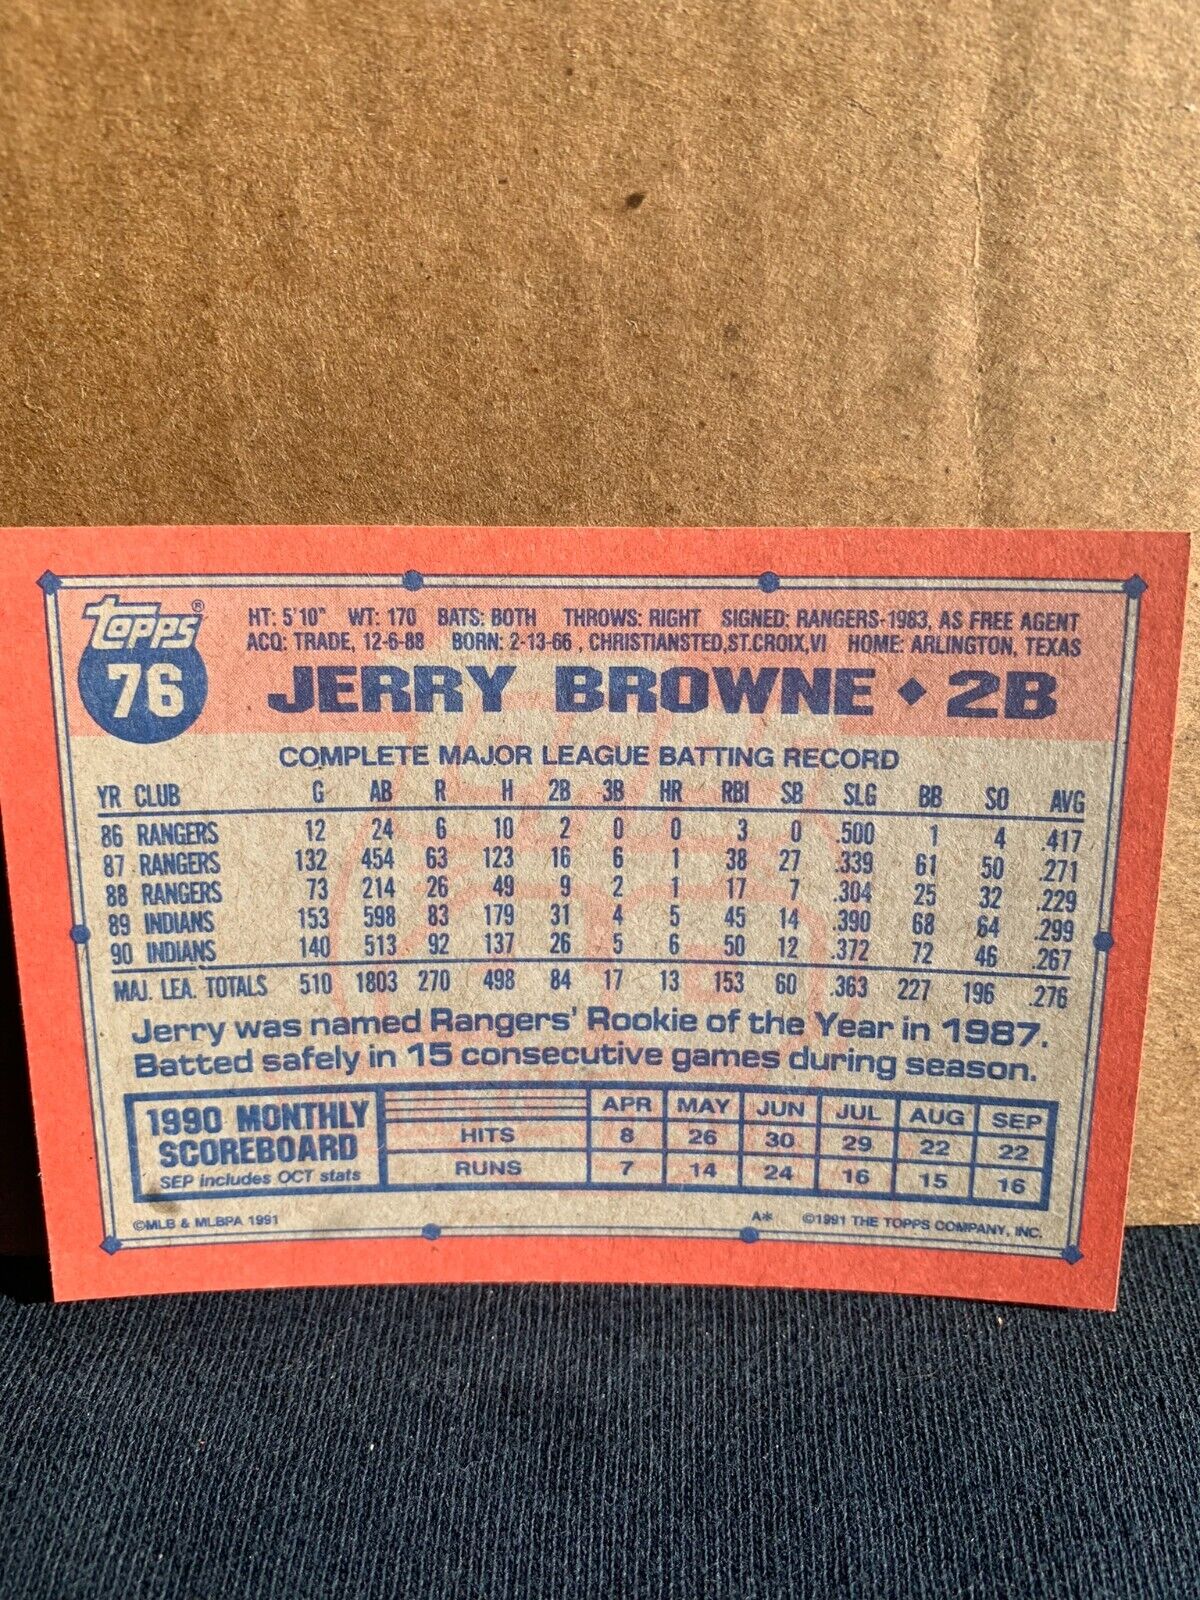 topps®
76
HT: 5'10" WT: 170 BATS: BOTH THROWS: RIGHT SIGNED: RANGERS-1983, AS FREE AGENT
ACQ: TRADE, 12-6-88 BORN: 2-13-66 , CHRISTIANSTED,ST.CROIX,VI HOME: ARLINGTON, TEXAS
JERRY BROWNE ◆ 2B
COMPLETE MAJOR LEAGUE BATTING RECORD
YR CLUB G AB R H 2B 3B HR RBI SB SLG BB SO AVG
86 RANGERS 12 24 6 10 2 0 0 3 0 .500 1 4 .417
87 RANGERS 132 454 63 123 16 6 1 38 27 .339 61 50 .271
88 RANGERS 73 214 26 49 9 2 1 17 7 .304 25 32 .229
89 INDIANS 153 598 83 179 31 4 5 45 14 .390 68 64 .299
90 INDIANS 140 513 92 137 26 5 6 50 12 .372 72 46 .267
MAJ. LEA. TOTALS 510 1803 270 498 84 17 13 153 60 .363 227 196 .276
Jerry was named Rangers' Rookie of the Year in 1987.
Batted safely in 15 consecutive games during season.
1990 MONTHLY
SCOREBOARD
SEP includes OCT stats
APR MAY JUN JUL AUG SEP
HITS 8 26 30 29 22 22
RUNS 7 14 24 16 15 16
©MLB & MLBPA 1991 A* ©1991 THE TOPPS COMPANY, INC.